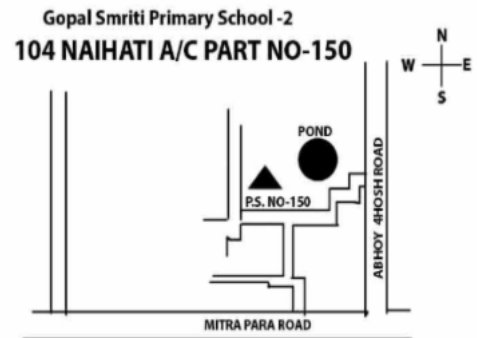 Gopal Smriti Primary School -2
104 NAIHATI A/C PART NO-150
N
W E
S
POND
P.S. NO-150
ABHOY 4HOSH ROAD
MITRA PARA ROAD